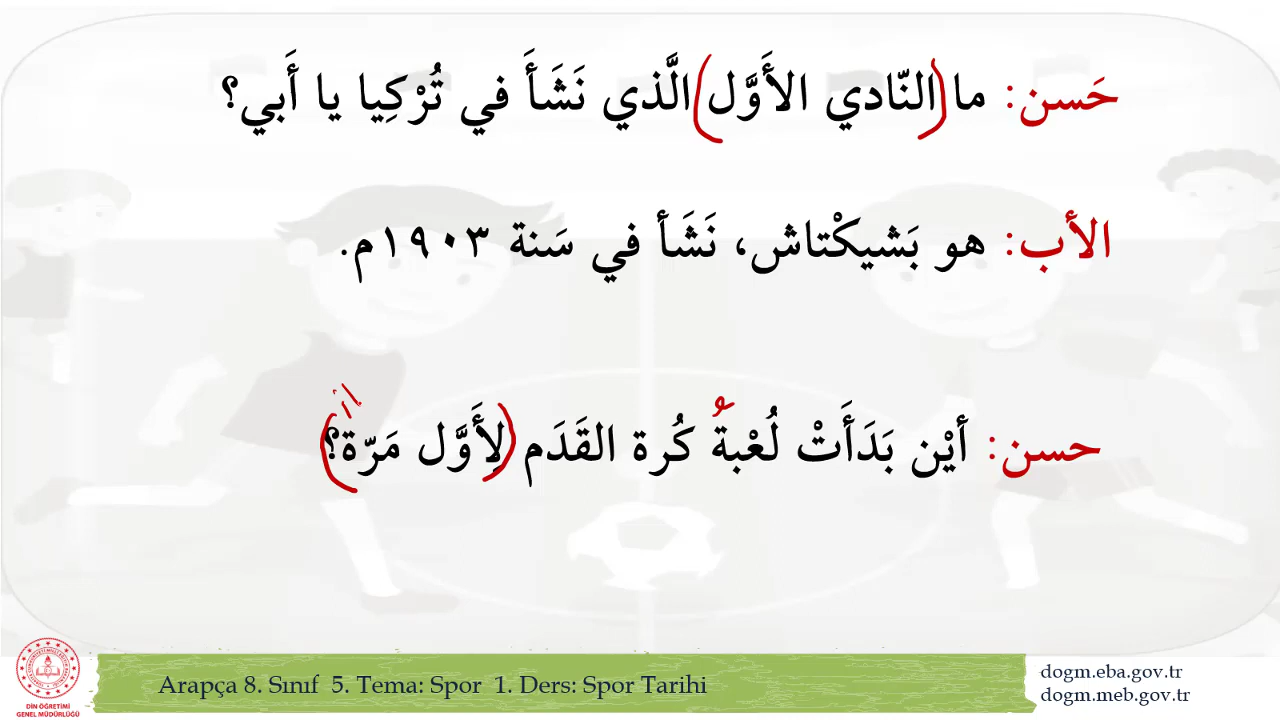 حَسن: ما النّادي الأَوَّل الَّذي نَشَأَ في تُرْكِيا يا أَبي؟
الأب: هو بَشيكْتاش، نَشَأ في سَنة ١٩٠٣م.
حسن: أيْن بَدَأَتْ لُعْبة كُرة القَدَم لِأَوَّل مَرّة؟
DİN ÖĞRETİMİ
GENEL MÜDÜRLÜĞÜ
Arapça 8. Sınıf 5. Tema: Spor 1. Ders: Spor Tarihi
dogm.eba.gov.tr
dogm.meb.gov.tr